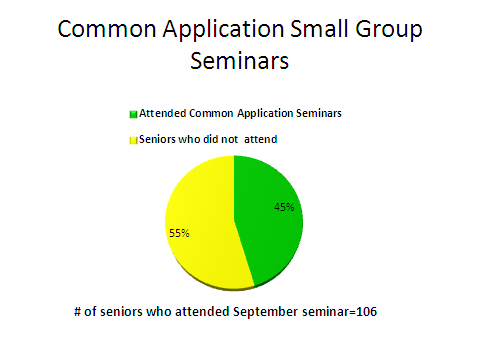 Common Application Small Group
Seminars
Attended Common Application Seminars
Seniors who did not attend
45%
55%
# of seniors who attended September seminar=106